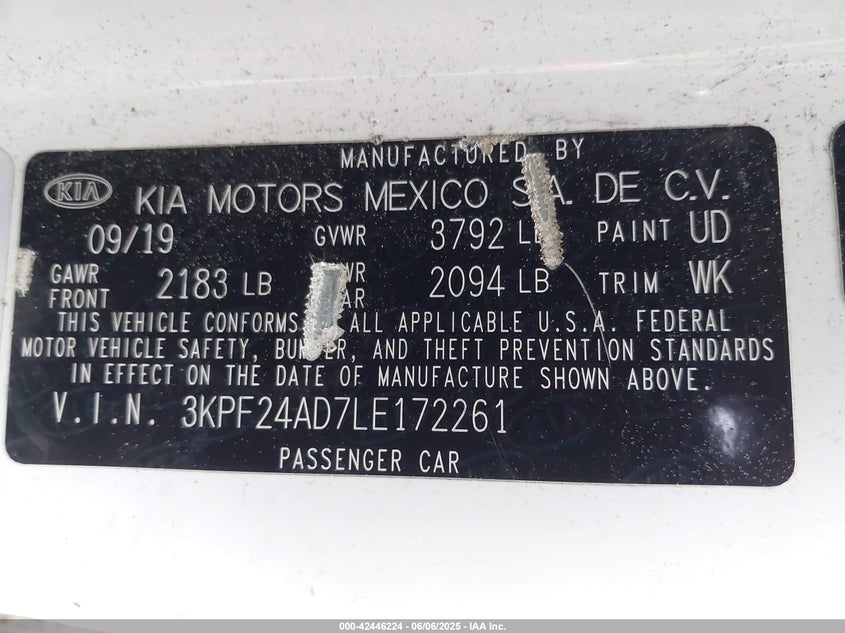 MANUFACTURED BY
KIA KIA MOTORS MEXICO S.A. DE C.V.
09/19 GVWR 3792 PAINT UD
GAWR FRONT 2183 LB 2094 LB TRIM WK
THIS VEHICLE CONFORMS ALL APPLICABLE U.S.A. FEDERAL
MOTOR VEHICLE SAFETY, AND THEFT PREVENTION STANDARDS
IN EFFECT ON THE DATE OF MANUFACTURE SHOWN ABOVE.
V.I.N. 3KPF24AD7LE172261
PASSENGER CAR
000-42446224 - 06/06/2025 - IAA Inc.